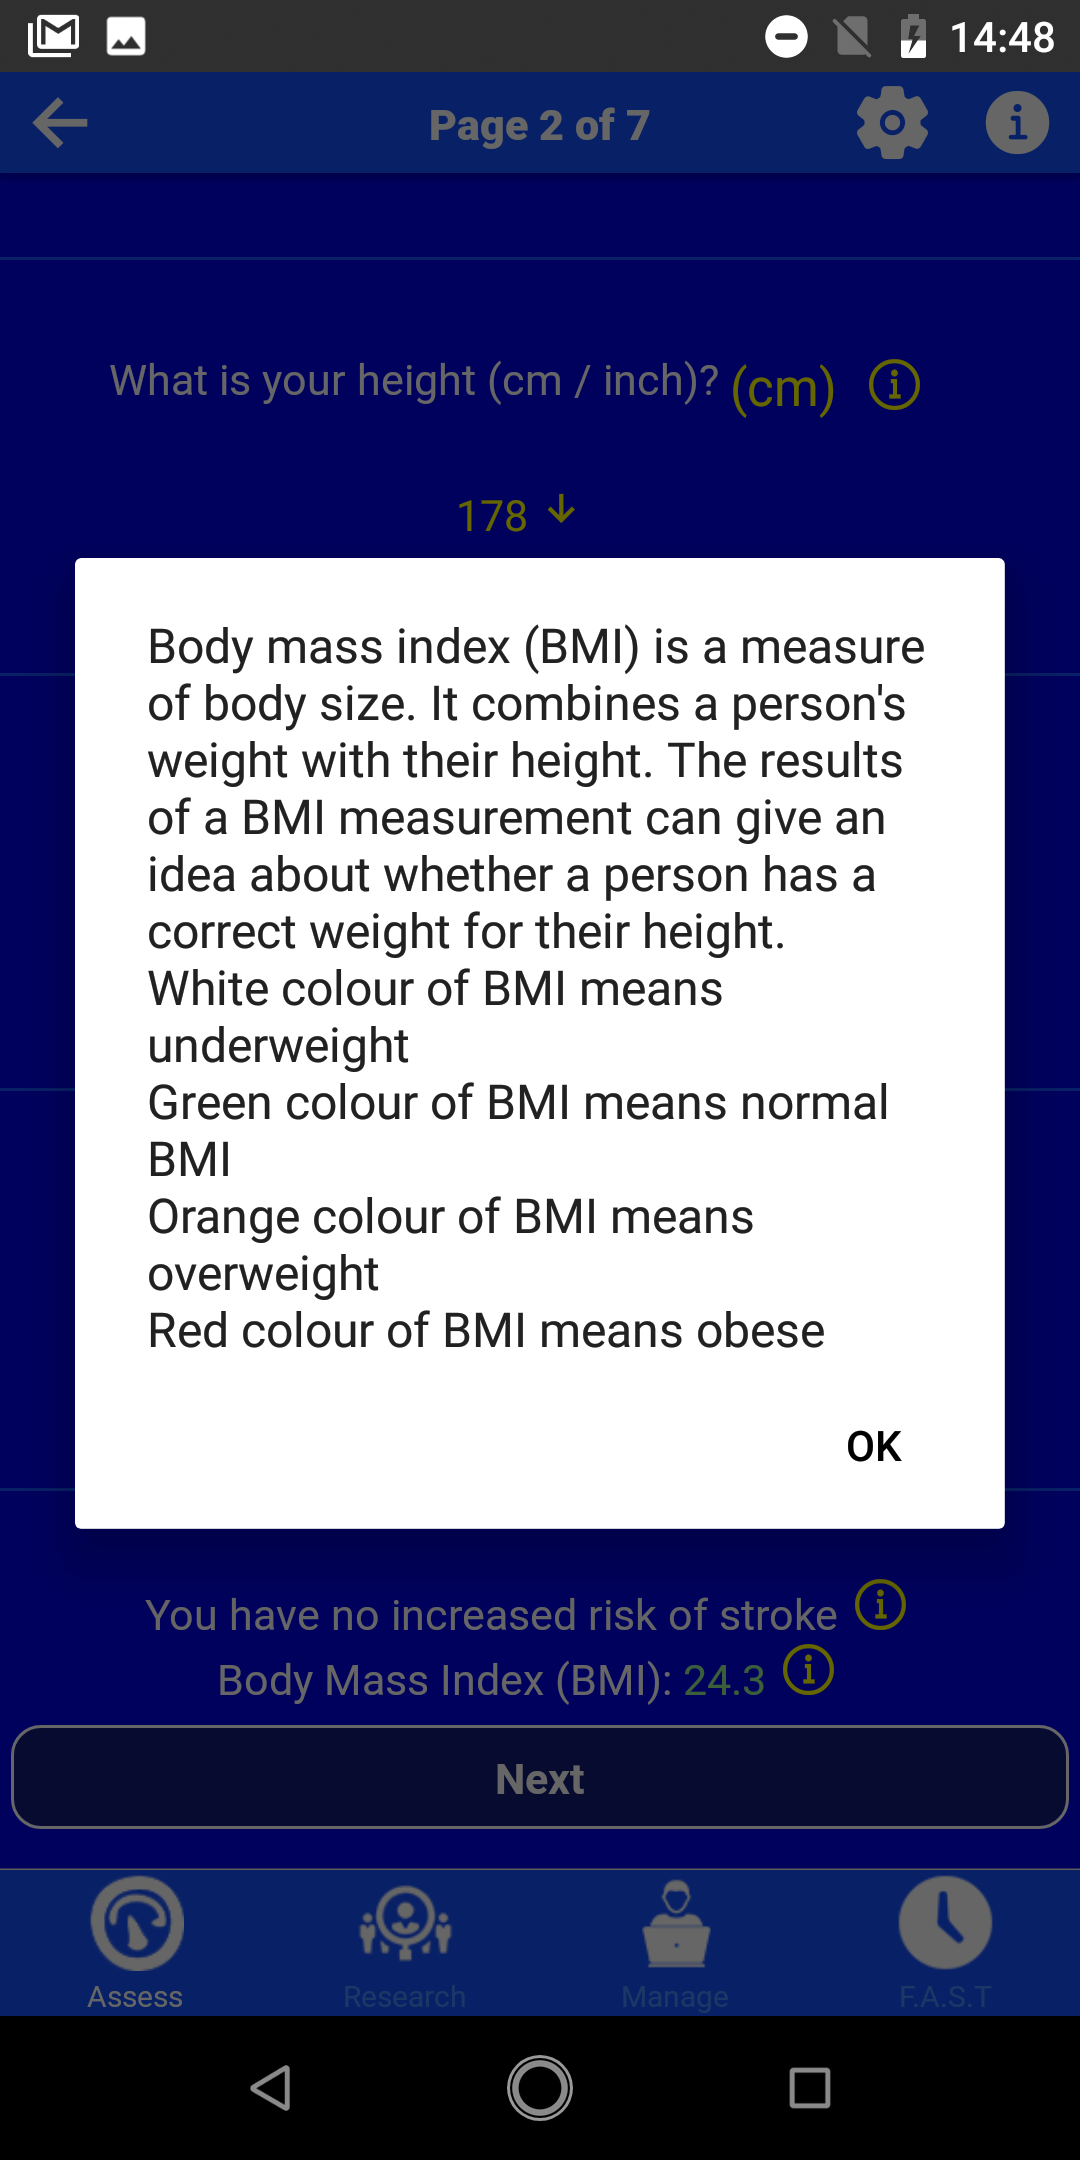 14:48
Page 2 of 7
What is your height (cm / inch)? (cm)
178
Body mass index (BMI) is a measure
of body size. It combines a person's
weight with their height. The results
of a BMI measurement can give an
idea about whether a person has a
correct weight for their height.
White colour of BMI means
underweight
Green colour of BMI means normal
BMI
Orange colour of BMI means
overweight
Red colour of BMI means obese
OK
You have no increased risk of stroke
Body Mass Index (BMI): 24.3
Next
Assess
Research
Manage
F.A.S.T